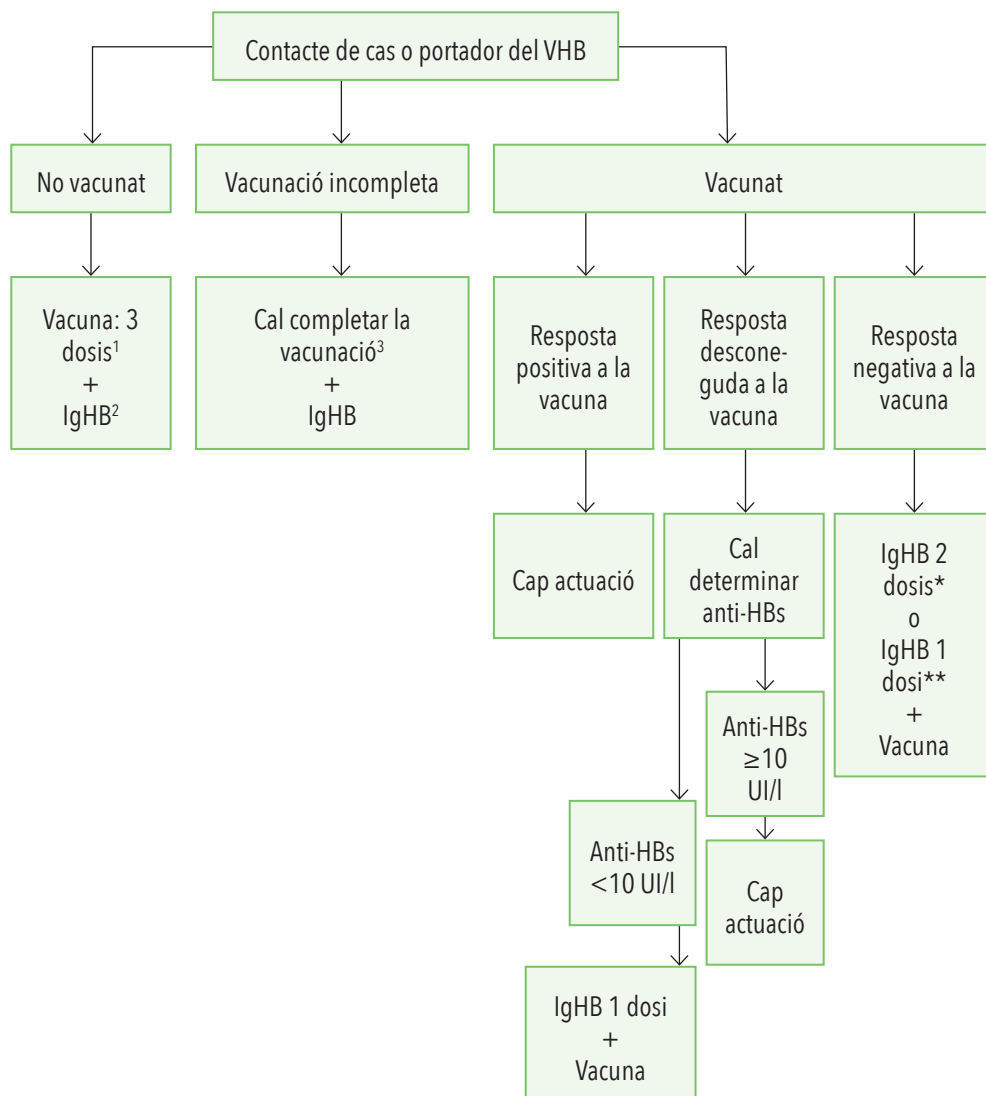 Contacte de cas o portador del VHB
No vacunat
Vacunació incompleta
Vacunat
Vacuna: 3
dosis¹
+
IgHB²
Cal completar la
vacunació³
+
IgHB
Resposta
positiva a la
vacuna
Resposta
descone-
guda a la
vacuna
Resposta
negativa a la
vacuna
Cap actuació
Cal
determinar
anti-HBs
IgHB 2
dosis*
o
IgHB 1
dosi**
+
Vacuna
Anti-HBs
≥10
UI/l
Anti-HBs
<10 UI/l
Cap
actuació
IgHB 1 dosi
+
Vacuna